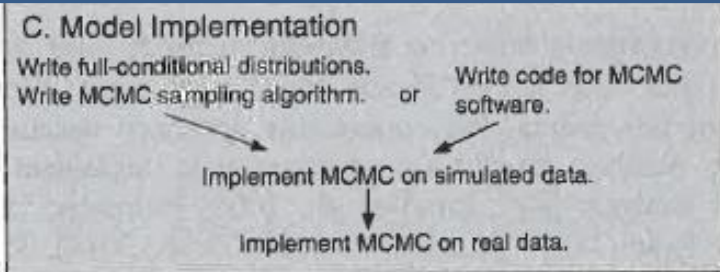 C. Model Implementation
Write full-conditional distributions.
Write MCMC sampling algorithm. or
Write code for MCMC
software.
Implement MCMC on simulated data.
Implement MCMC on real data.